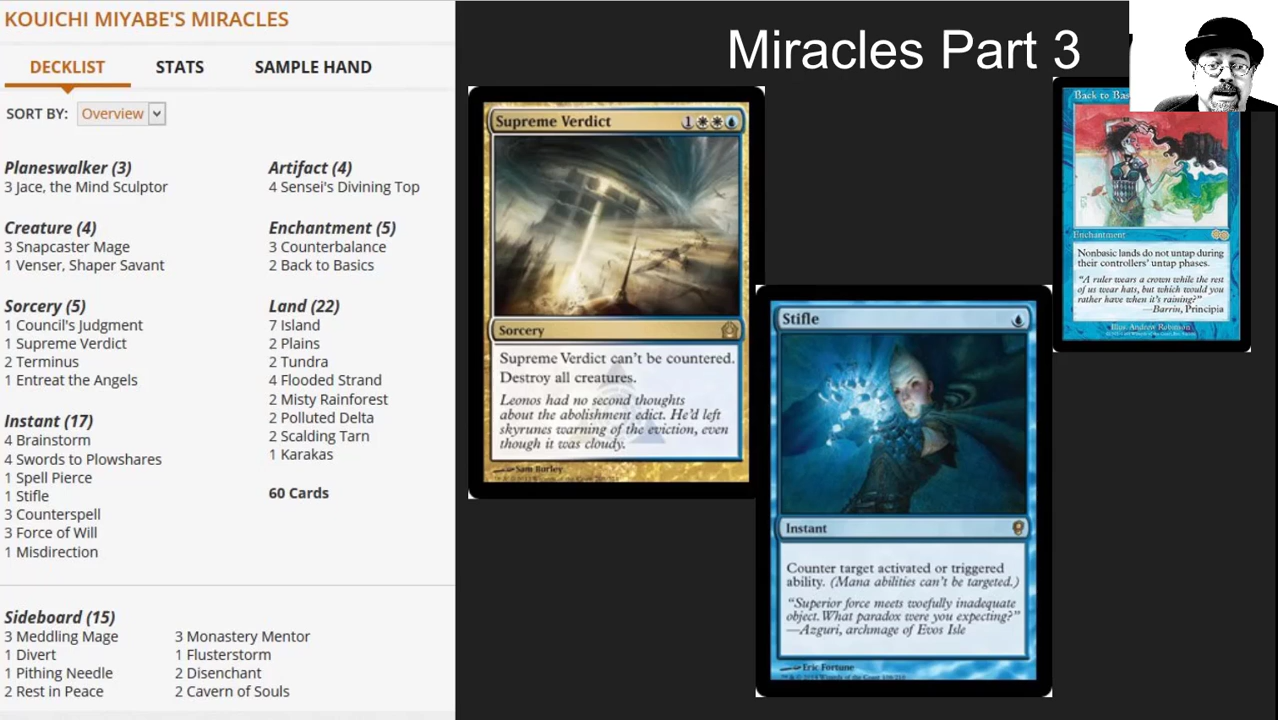 KOUICHI MIYABE'S MIRACLES
DECKLIST
STATS
SAMPLE HAND
SORT BY: Overview
Planeswalker (3)
3 Jace, the Mind Sculptor
Creature (4)
3 Snapcaster Mage
1 Venser, Shaper Savant
Sorcery (5)
1 Council's Judgment
1 Supreme Verdict
2 Terminus
1 Entreat the Angels
Instant (17)
4 Brainstorm
4 Swords to Plowshares
1 Spell Pierce
1 Stifle
3 Counterspell
3 Force of Will
1 Misdirection
Artifact (4)
4 Sensei's Divining Top
Enchantment (5)
3 Counterbalance
2 Back to Basics
Land (22)
7 Island
2 Plains
2 Tundra
4 Flooded Strand
2 Misty Rainforest
2 Polluted Delta
2 Scalding Tarn
1 Karakas
60 Cards
Sideboard (15)
3 Meddling Mage
1 Divert
1 Pithing Needle
2 Rest in Peace
3 Monastery Mentor
1 Flusterstorm
2 Disenchant
2 Cavern of Souls
Miracles Part 3
Supreme Verdict 1
Sorcery
Supreme Verdict can't be countered.
Destroy all creatures.
Leonos had no second thoughts
about the abolishment edict. He'd left
skyrunes warning of the eviction, even
though it was cloudy.
Sam Burley
Stifle
Instant
Counter target activated or triggered
ability. (Mana abilities can't be targeted.)
"Superior force meets woefully inadequate
object. What paradox were you expecting?"
—Azguri, archmage of Evos Isle
Eric Fortune
Back to Bas
Enchantment
Nonbasic lands do not untap during
their controllers' untap phases.
"A ruler wears a crown while the rest
of us wear hats, but which would you
rather have when it's raining?"
—Barrin, Principia
Illus. Andrew Robinson